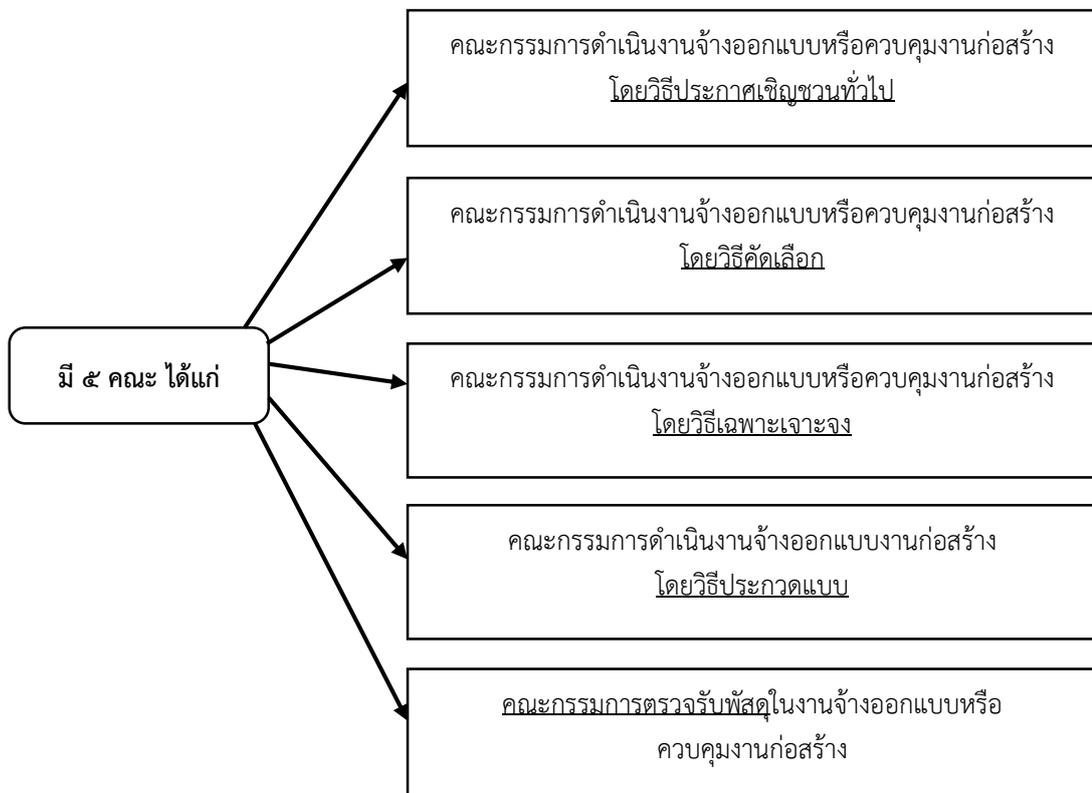 คณะกรรมการดำเนินงานจ้างออกแบบหรือควบคุมงานก่อสร้าง
โดยวิธีประกาศเชิญชวนทั่วไป
คณะกรรมการดำเนินงานจ้างออกแบบหรือควบคุมงานก่อสร้าง
โดยวิธีคัดเลือก
มี ๕ คณะ ได้แก่
คณะกรรมการดำเนินงานจ้างออกแบบหรือควบคุมงานก่อสร้าง
โดยวิธีเฉพาะเจาะจง
คณะกรรมการดำเนินงานจ้างออกแบบงานก่อสร้าง
โดยวิธีประกวดแบบ
คณะกรรมการตรวจรับพัสดุในงานจ้างออกแบบหรือ
ควบคุมงานก่อสร้าง